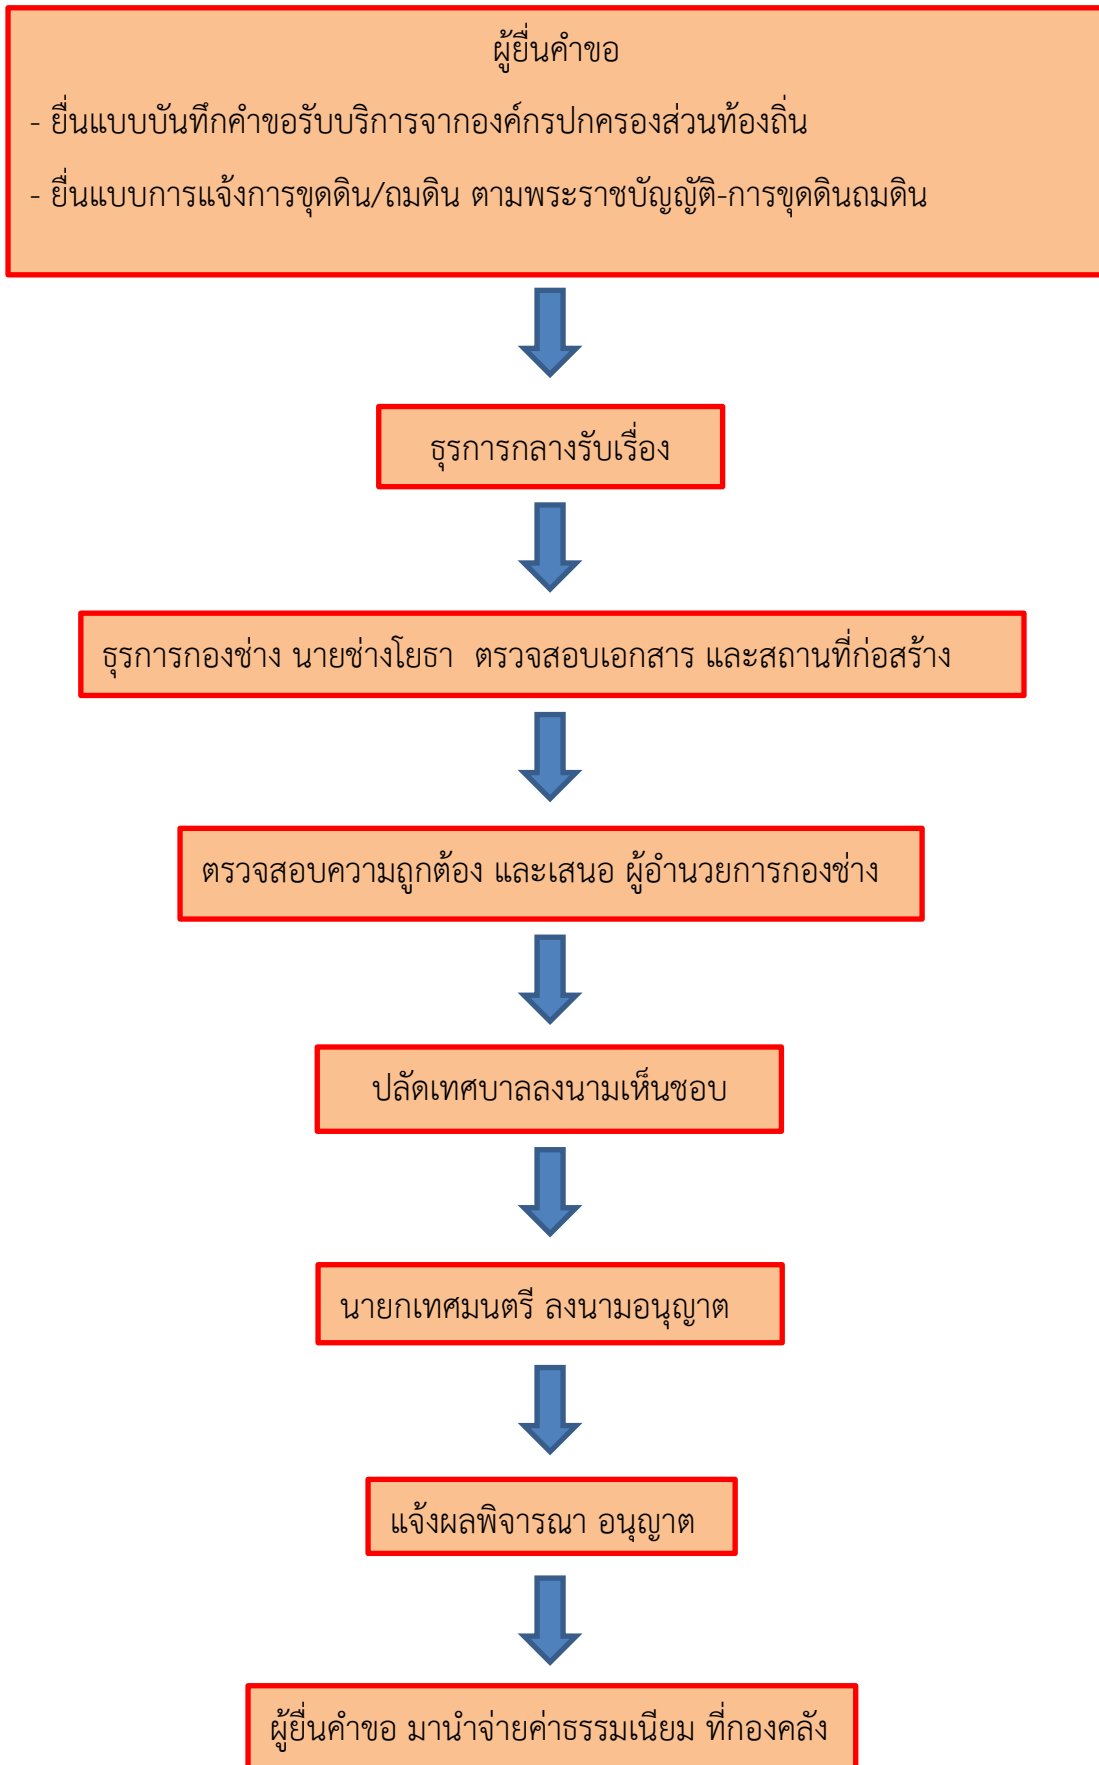 ผู้ยื่นคำขอ
- ยื่นแบบบันทึกคำขอรับบริการจากองค์กรปกครองส่วนท้องถิ่น
- ยื่นแบบการแจ้งการขุดดิน/ถมดิน ตามพระราชบัญญัติ-การขุดดินถมดิน
ธุรการกลางรับเรื่อง
ธุรการกองช่าง นายช่างโยธา ตรวจสอบเอกสาร และสถานที่ก่อสร้าง
ตรวจสอบความถูกต้อง และเสนอ ผู้อำนวยการกองช่าง
ปลัดเทศบาลลงนามเห็นชอบ
นายกเทศมนตรี ลงนามอนุญาต
แจ้งผลพิจารณา อนุญาต
ผู้ยื่นคำขอ มานำจ่ายค่าธรรมเนียม ที่กองคลัง